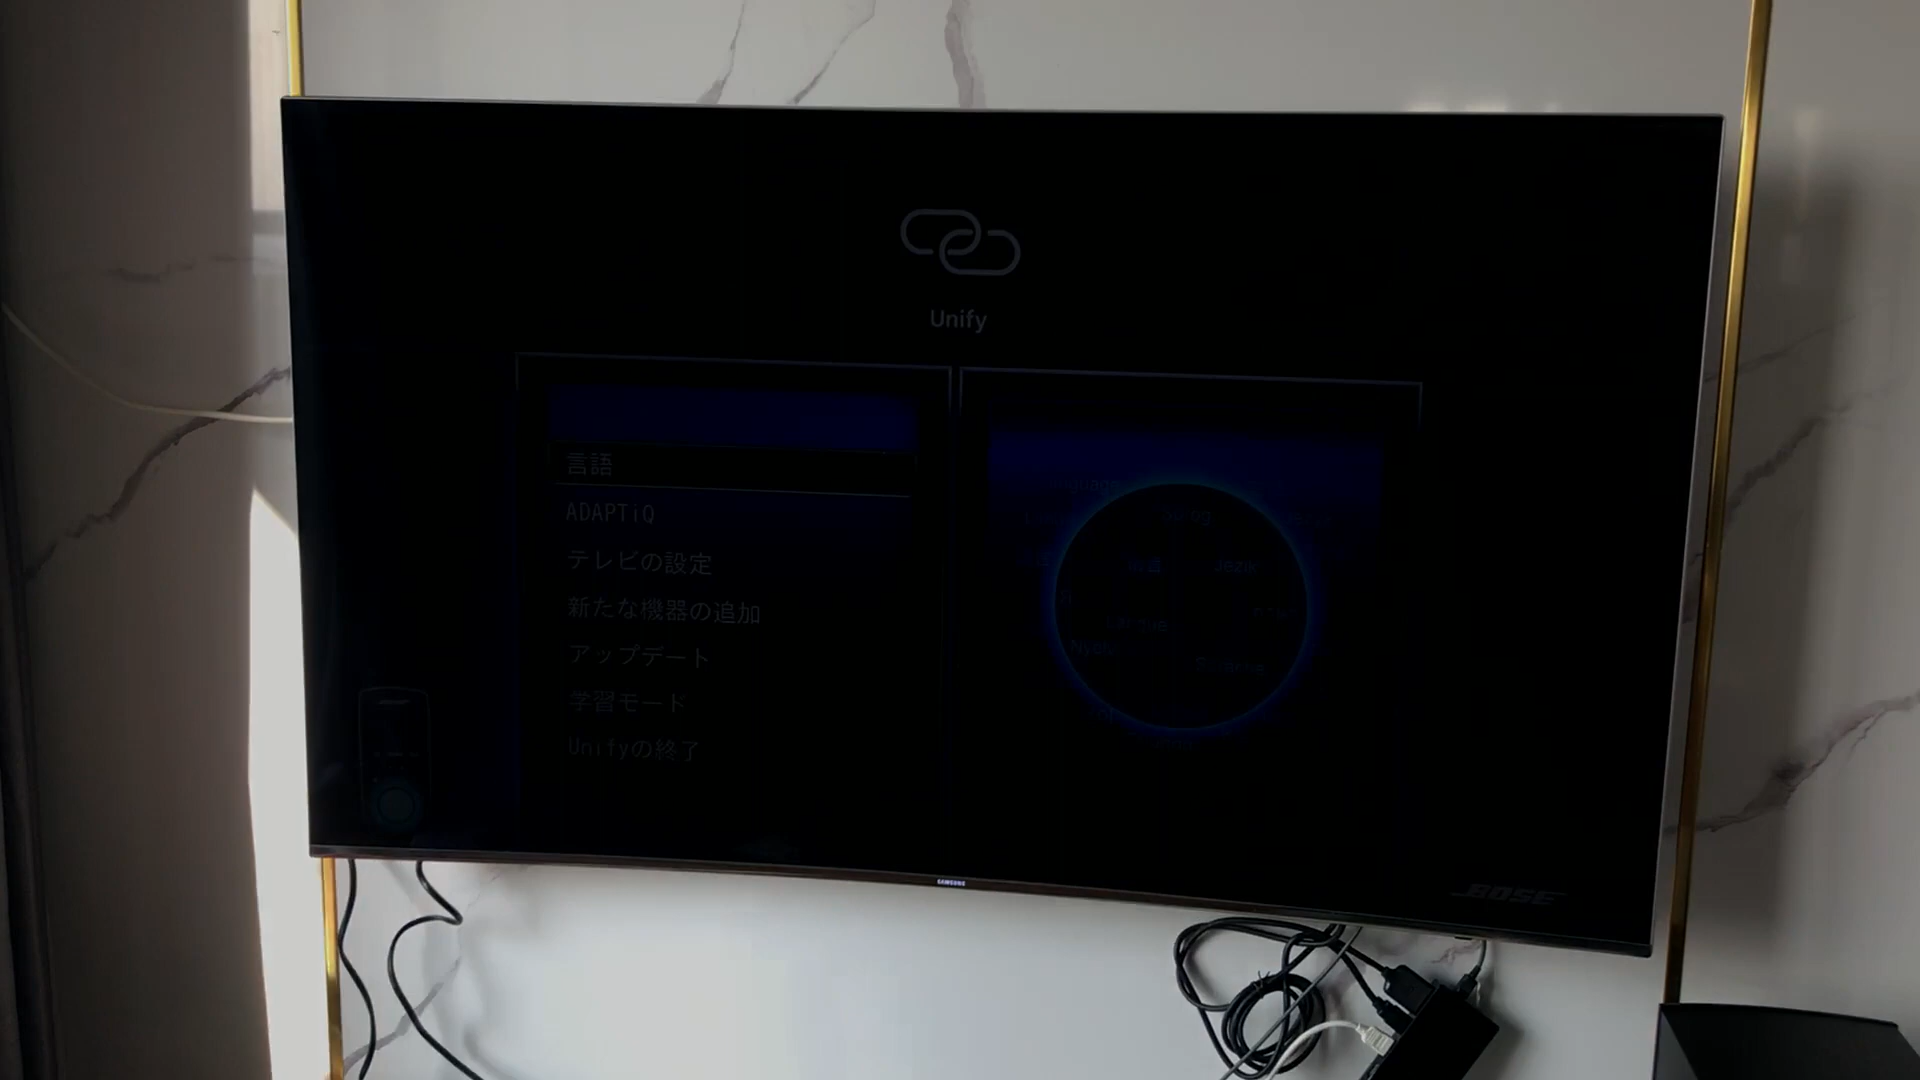 Unify
言語
ADAPTiQ
テレビの設定
新たな機器の追加
アップデート
学習モード
Unifyの終了
Jezik
SAMSUNG
BOSE